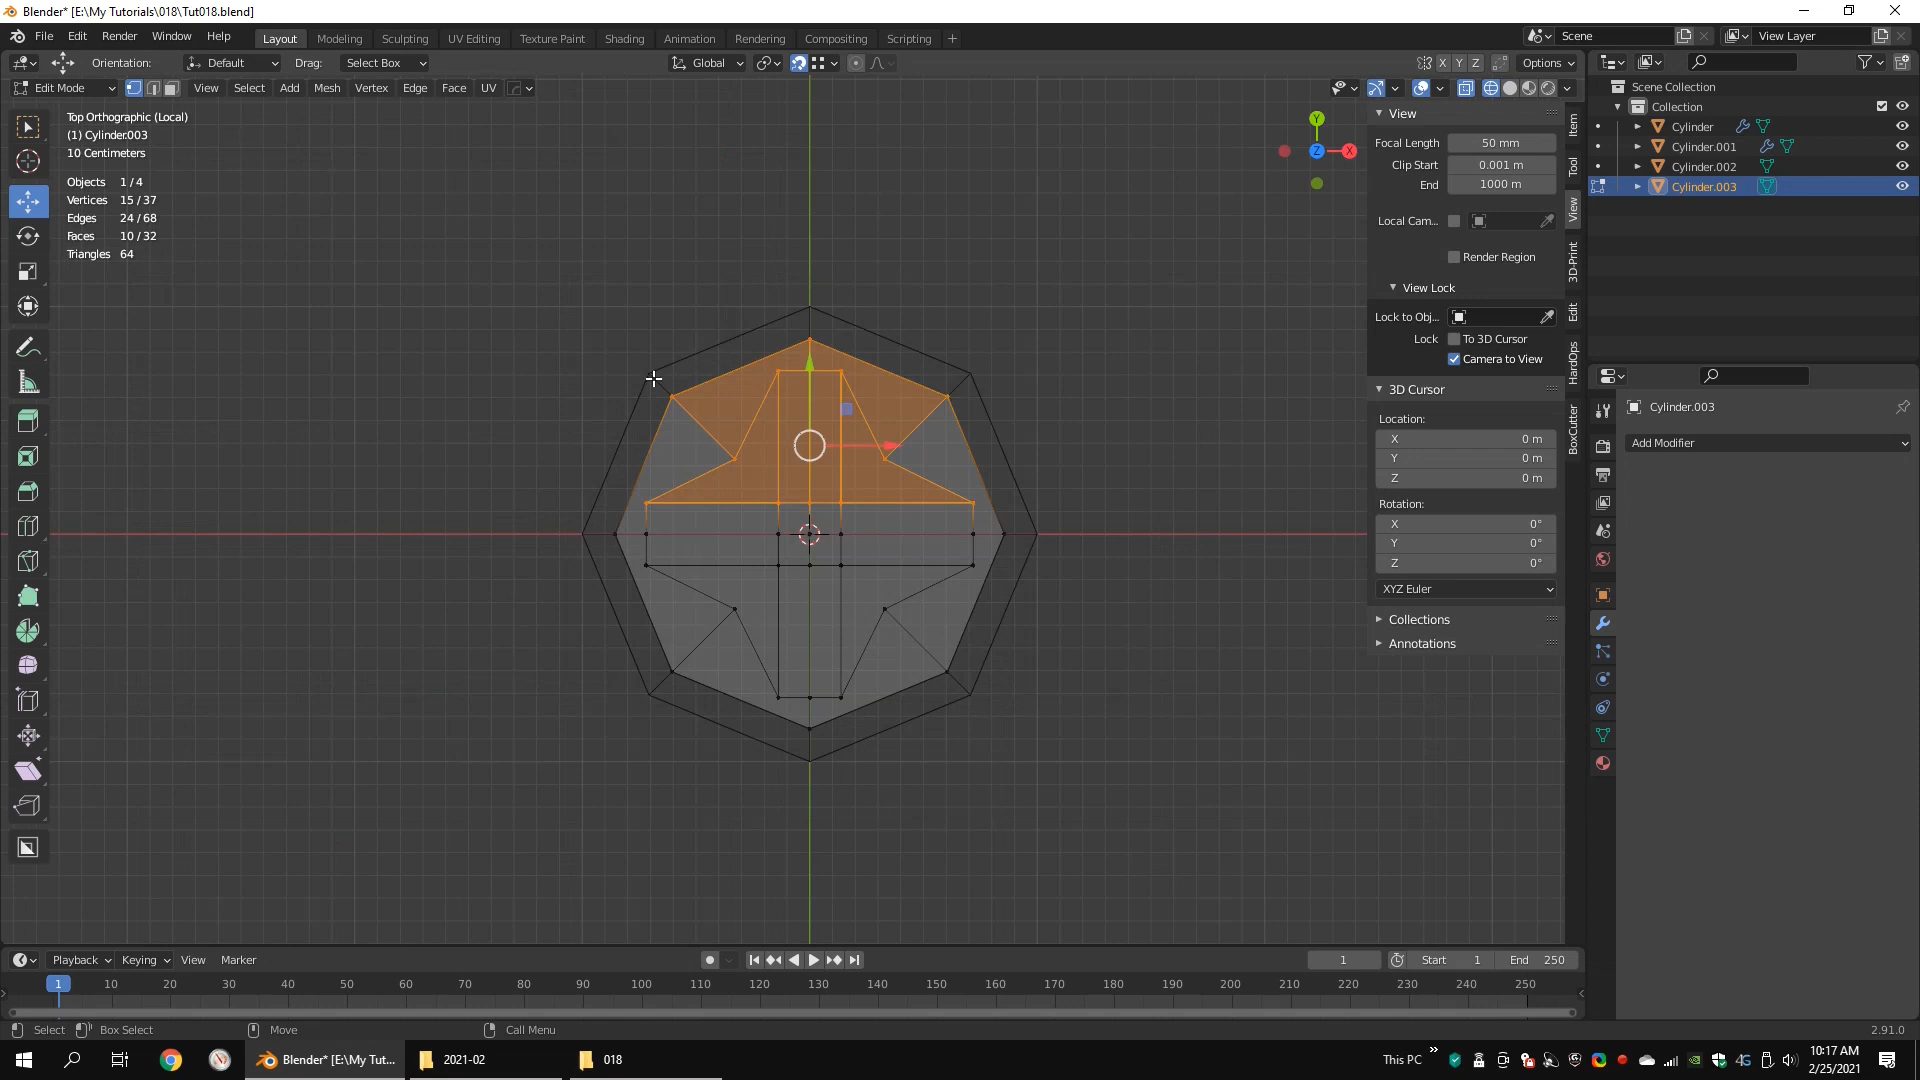 Blender* [E:\My Tutorials\018\Tut018.blend]
File Edit Render Window Help Layout Modeling Sculpting UV Editing Texture Paint Shading Animation Rendering Compositing Scripting Scene View Layer
Orientation: Default Drag: Select Box Global X Y Z Options
Edit Mode View Select Add Mesh Vertex Edge Face UV
Top Orthographic (Local)
(1) Cylinder.003
10 Centimeters
Objects 1 / 4
Vertices 15 / 37
Edges 24 / 68
Faces 10 / 32
Triangles 64
Y
Z
X
View
Focal Length 50 mm
Clip Start 0.001 m
End 1000 m
Local Cam...
Render Region
View Lock
Lock to Obj...
Lock To 3D Cursor
Camera to View
3D Cursor
Location:
X 0 m
Y 0 m
Z 0 m
Rotation:
X 0°
Y 0°
Z 0°
XYZ Euler
Collections
Annotations
Item
Tool
View
3D-Print
Edit
HardOps
BoxCutter
Scene Collection
Collection
Cylinder
Cylinder.001
Cylinder.002
Cylinder.003
Cylinder.003
Add Modifier
Playback Keying View Marker 1 Start 1 End 250
1 10 20 30 40 50 60 70 80 90 100 110 120 130 140 150 160 170 180 190 200 210 220 230 240 250
Select Box Select Move Call Menu 2.91.0
Blender* [E:\My Tut... 2021-02 018 This PC 4G 10:17 AM
2/25/2021